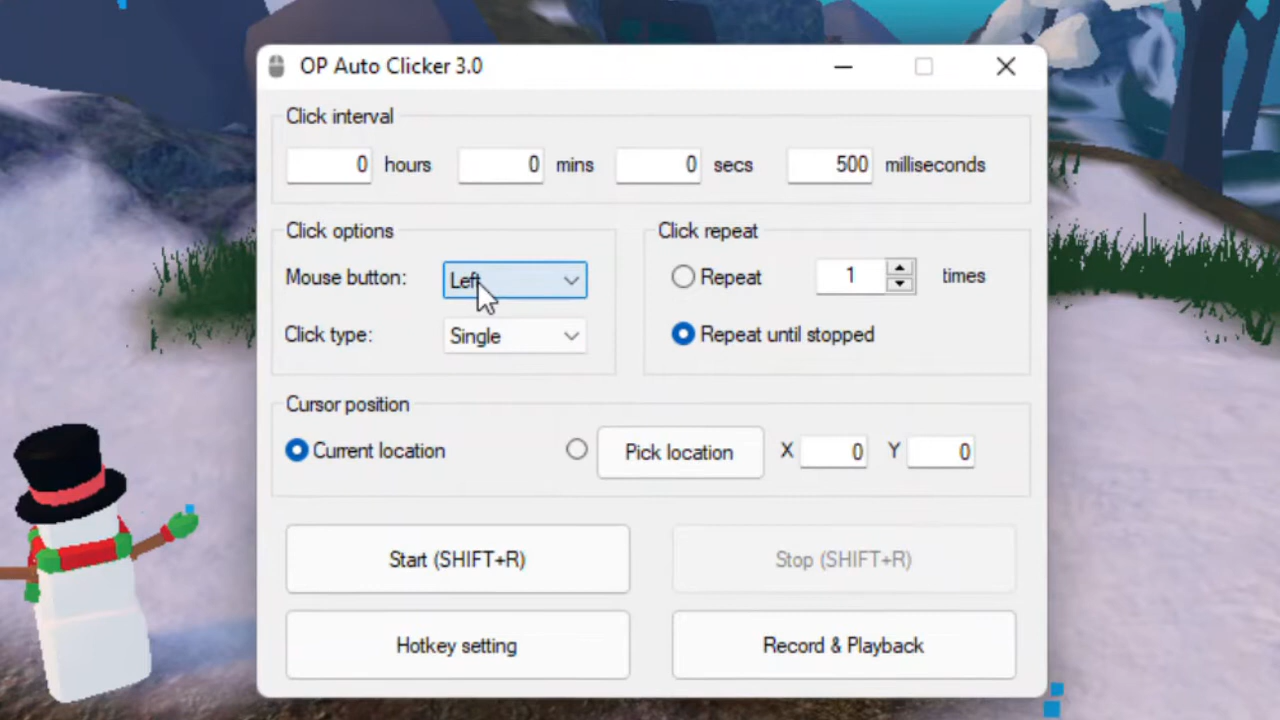 OP Auto Clicker 3.0
Click interval
0 hours 0 mins 0 secs 500 milliseconds
Click options
Mouse button: Left
Click type: Single
Click repeat
Repeat 1 times
Repeat until stopped
Cursor position
Current location Pick location X 0 Y 0
Start (SHIFT+R) Stop (SHIFT+R)
Hotkey setting Record & Playback